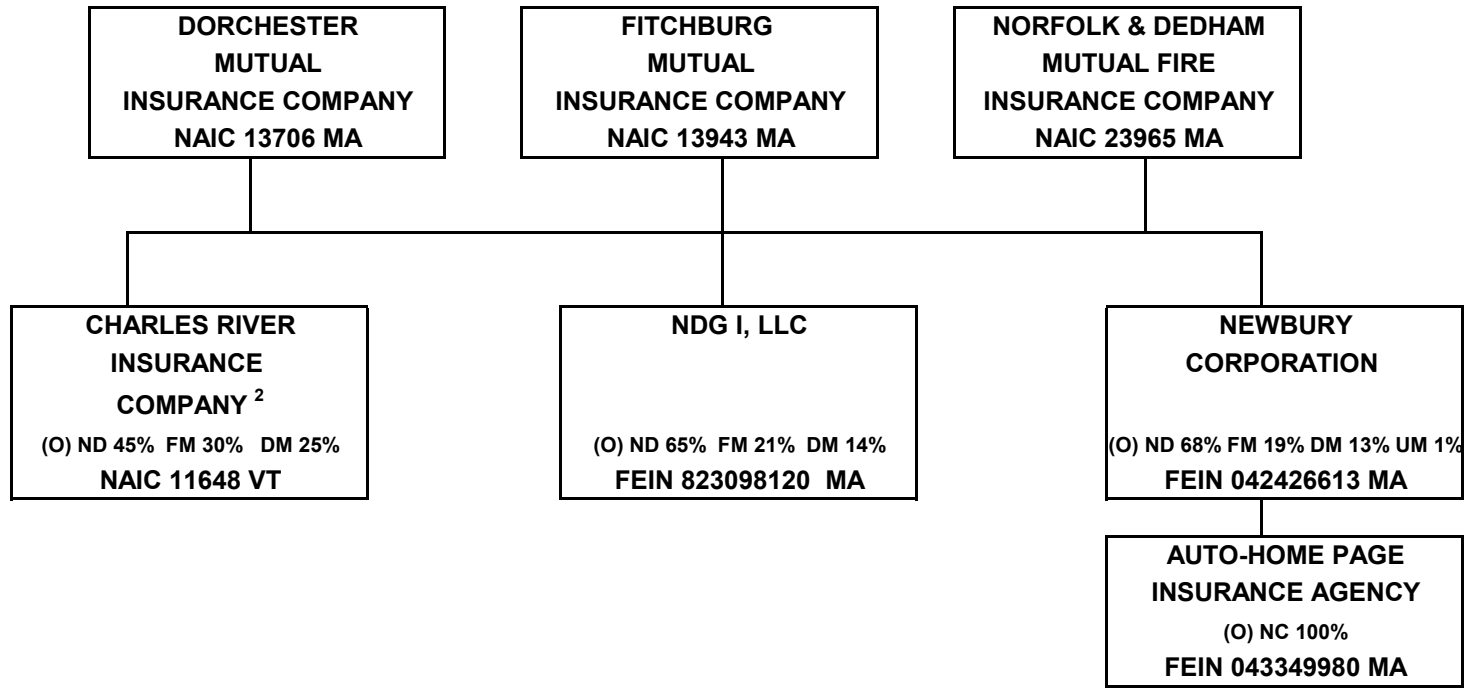 DORCHESTER
MUTUAL
INSURANCE COMPANY
NAIC 13706 MA
FITCHBURG
MUTUAL
INSURANCE COMPANY
NAIC 13943 MA
NORFOLK & DEDHAM
MUTUAL FIRE
INSURANCE COMPANY
NAIC 23965 MA
CHARLES RIVER
INSURANCE
COMPANY 2
(O) ND 45% FM 30% DM 25%
NAIC 11648 VT
NDG I, LLC
(O) ND 65% FM 21% DM 14%
FEIN 823098120 MA
NEWBURY
CORPORATION
(O) ND 68% FM 19% DM 13% UM 1%
FEIN 042426613 MA
AUTO-HOME PAGE
INSURANCE AGENCY
(O) NC 100%
FEIN 043349980 MA